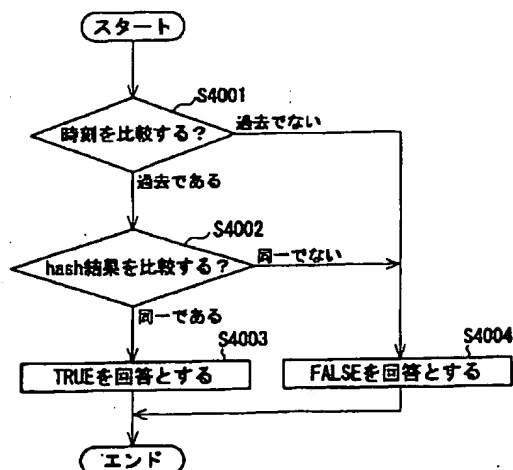 スタート
S4001
時刻を比較する?
過去でない
過去である
S4002
hash結果を比較する?
同一でない
同一である
S4003
S4004
TRUEを回答とする
FALSEを回答とする
エンド